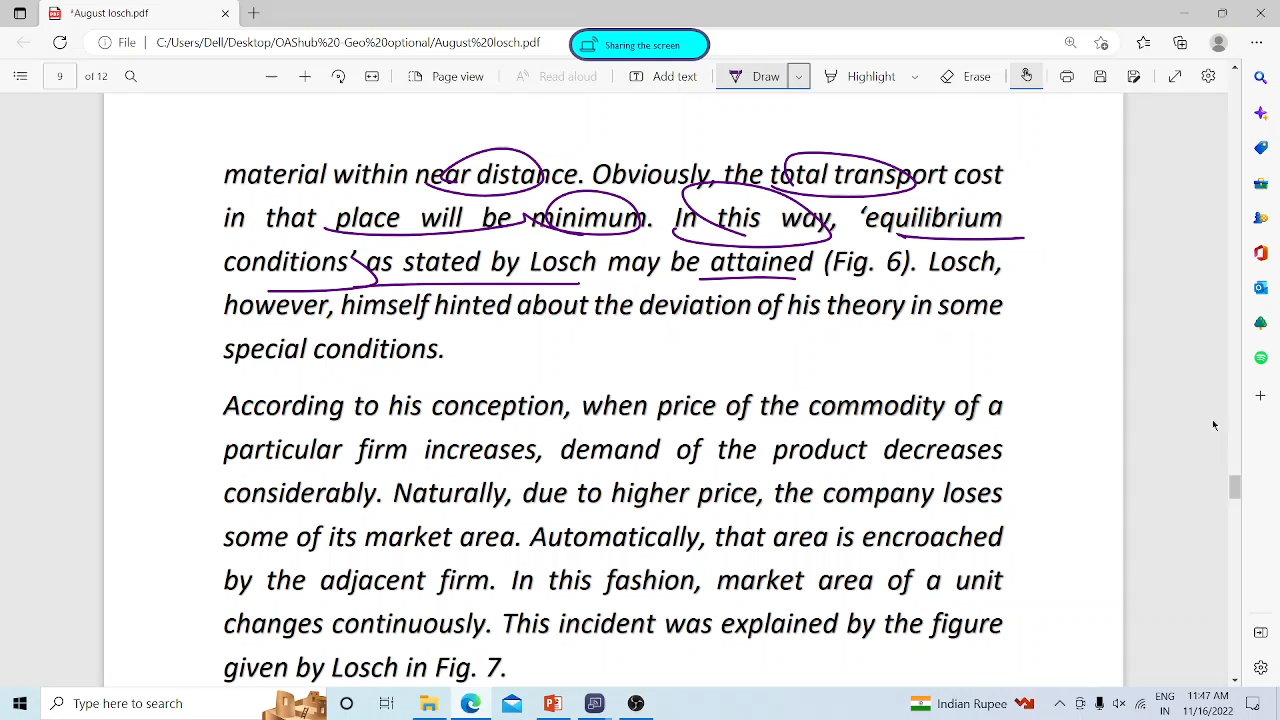 *August losch.pdf
File
C:/Users/Dell/Desktop/OAShub%20-%20Geo%20optional/August%20losch.pdf
Sharing the screen
9 of 12
Page view
Read aloud
Add text
Draw
Highlight
Erase
material within near distance. Obviously, the total transport cost
in that place will be minimum. In this way, ‘equilibrium
conditions’ as stated by Losch may be attained (Fig. 6). Losch,
however, himself hinted about the deviation of his theory in some
special conditions.
According to his conception, when price of the commodity of a
particular firm increases, demand of the product decreases
considerably. Naturally, due to higher price, the company loses
some of its market area. Automatically, that area is encroached
by the adjacent firm. In this fashion, market area of a unit
changes continuously. This incident was explained by the figure
given by Losch in Fig. 7.
Type here to search
Indian Rupee
ENG
IN
11:47 AM
11/16/2022